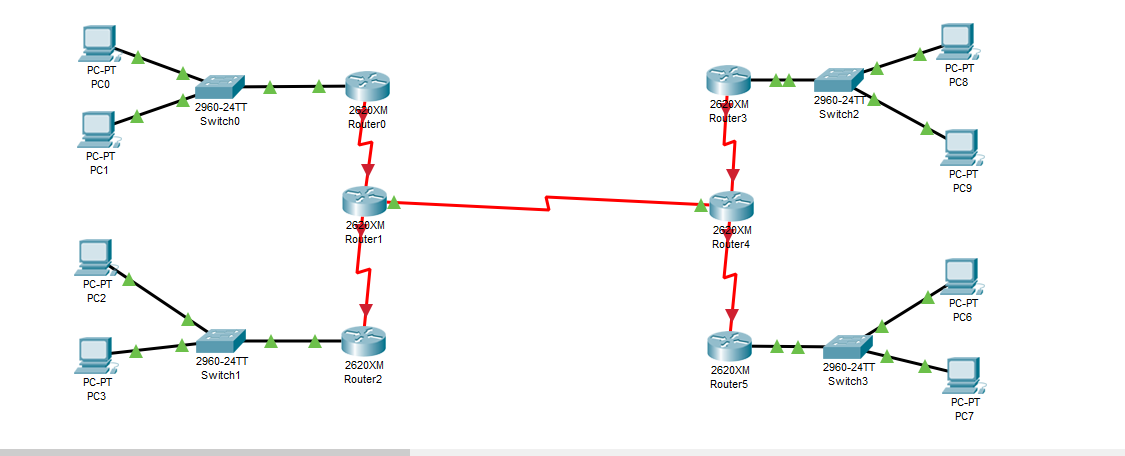 PC-PT
PC0
PC-PT
PC1
2960-24TT
Switch0
2620XM
Router0
2620XM
Router1
PC-PT
PC2
PC-PT
PC3
2960-24TT
Switch1
2620XM
Router2
2620XM
Router3
2960-24TT
Switch2
PC-PT
PC8
PC-PT
PC9
2620XM
Router4
2620XM
Router5
2960-24TT
Switch3
PC-PT
PC6
PC-PT
PC7